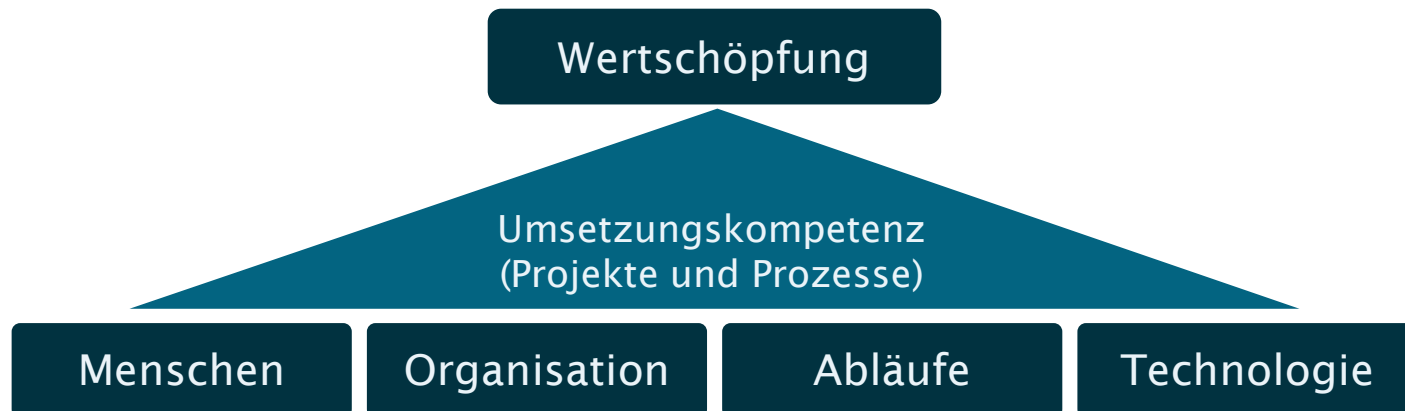 Wertschöpfung
Umsetzungskompetenz
(Projekte und Prozesse)
Menschen Organisation Abläufe Technologie